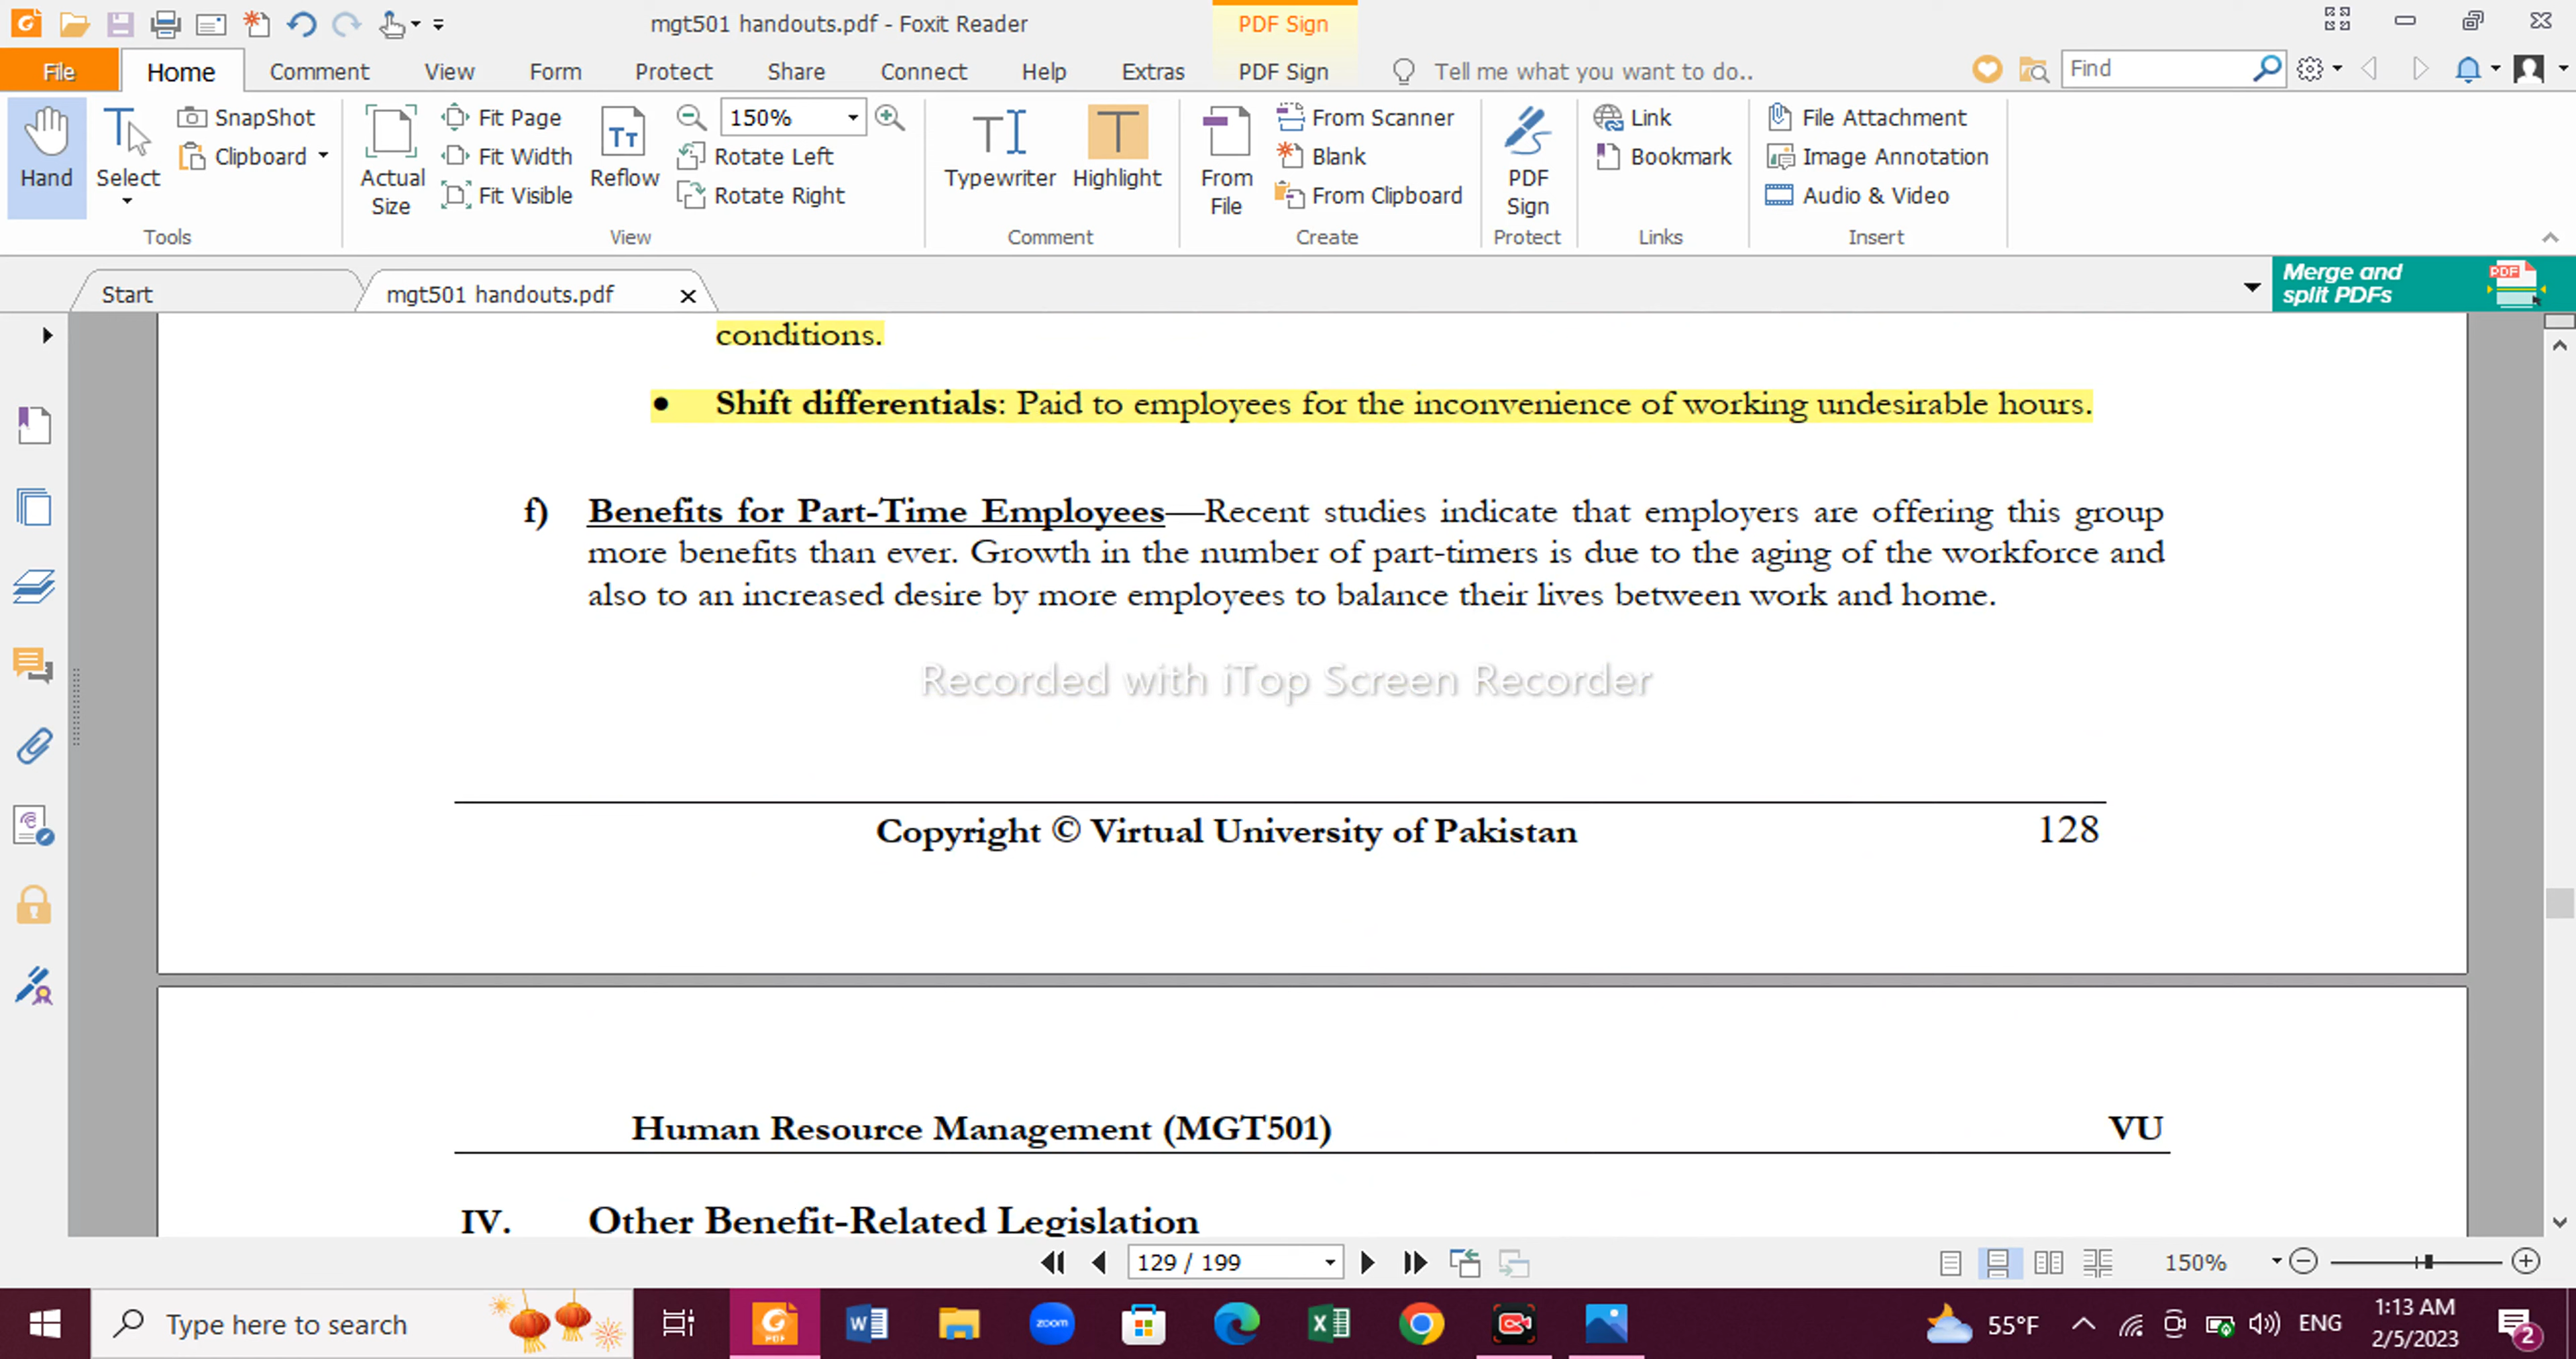 mgt501 handouts.pdf - Foxit Reader
PDF Sign
File
Home
Comment
View
Form
Protect
Share
Connect
Help
Extras
PDF Sign
Tell me what you want to do..
Find
Hand
Select
SnapShot
Clipboard
Actual Size
Fit Page
Fit Width
Fit Visible
Reflow
150%
Rotate Left
Rotate Right
Typewriter
Highlight
From File
From Scanner
Blank
From Clipboard
PDF Sign
Link
Bookmark
File Attachment
Image Annotation
Audio & Video
Tools
View
Comment
Create
Protect
Links
Insert
Start
mgt501 handouts.pdf
Merge and
split PDFs
PDF
conditions.
• Shift differentials: Paid to employees for the inconvenience of working undesirable hours.
f) Benefits for Part-Time Employees—Recent studies indicate that employers are offering this group
more benefits than ever. Growth in the number of part-timers is due to the aging of the workforce and
also to an increased desire by more employees to balance their lives between work and home.
Recorded with iTop Screen Recorder
Copyright © Virtual University of Pakistan 128
Human Resource Management (MGT501) VU
IV. Other Benefit-Related Legislation
129 / 199
150%
Type here to search
PDF
zoom
55°F
ENG
1:13 AM
2/5/2023
2